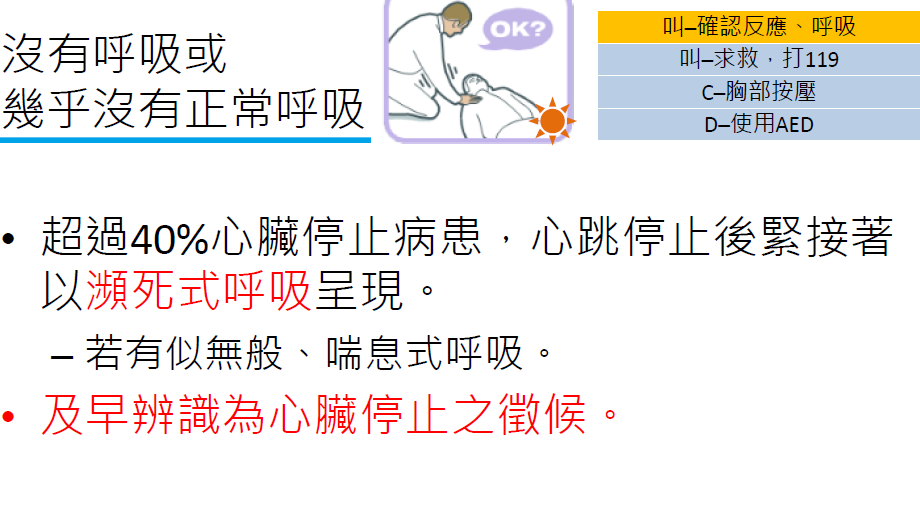 沒有呼吸或
幾乎沒有正常呼吸
OK?
叫–確認反應、呼吸
叫–求救，打119
C–胸部按壓
D–使用AED
• 超過40%心臟停止病患，心跳停止後緊接著
以瀕死式呼吸呈現。
– 若有似無般、喘息式呼吸。
• 及早辨識為心臟停止之徵候。